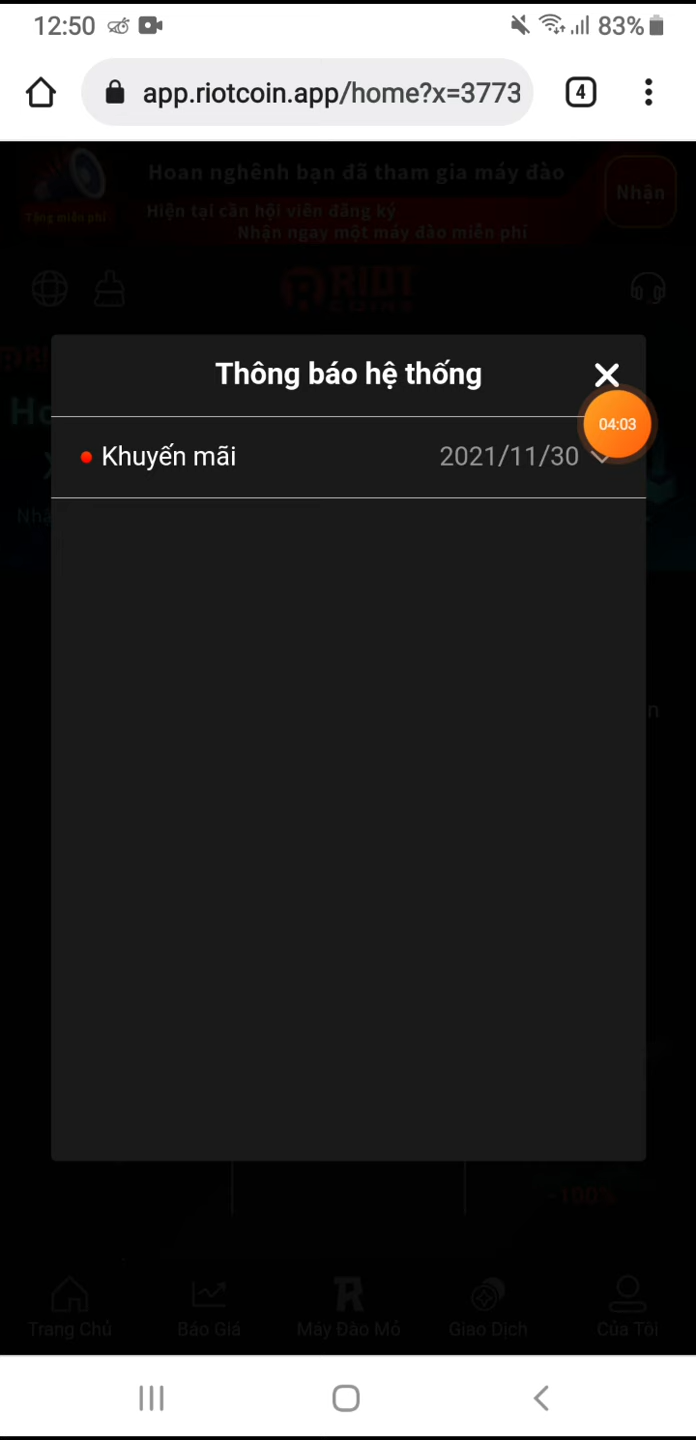 12:50
83%
app.riotcoin.app/home?x=3773
4
Hoan nghênh bạn đã tham gia máy đào
Hiện tại cần hội viên đăng ký
Nhận ngay một máy đào miễn phí
Tặng miễn phí
Nhận
RIOT
Thông báo hệ thống
04:03
Khuyến mãi 2021/11/30
-100%
Trang Chủ Báo Giá Máy Đào Mỏ Giao Dịch Của Tôi